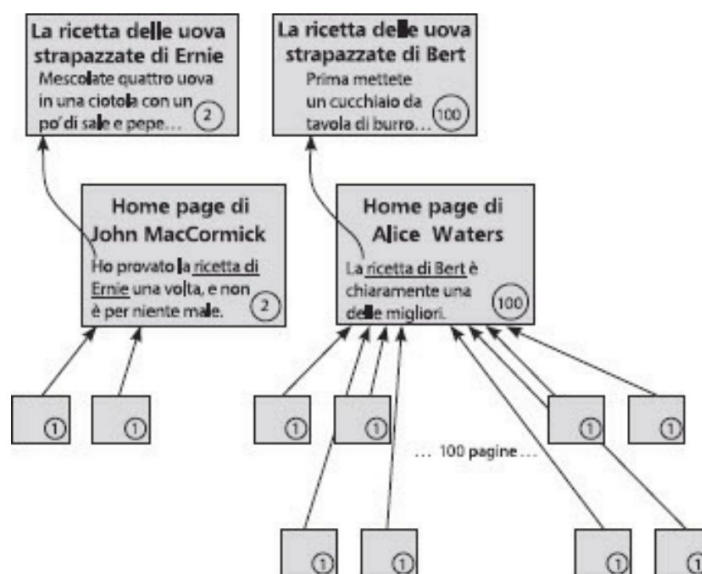 La ricetta delle uova
strapazzate di Ernie
Mescolate quattro uova
in una ciotola con un
po' di sale e pepe...
2
La ricetta delle uova
strapazzate di Bert
Prima mettete
un cucchiaio da
tavola di burro...
100
Home page di
John MacCormick
Ho provato la ricetta di
Ernie una volta, e non
è per niente male.
2
Home page di
Alice Waters
La ricetta di Bert è
chiaramente una
delle migliori.
100
1
1
1
1
1
1
... 100 pagine ...
1
1
1
1